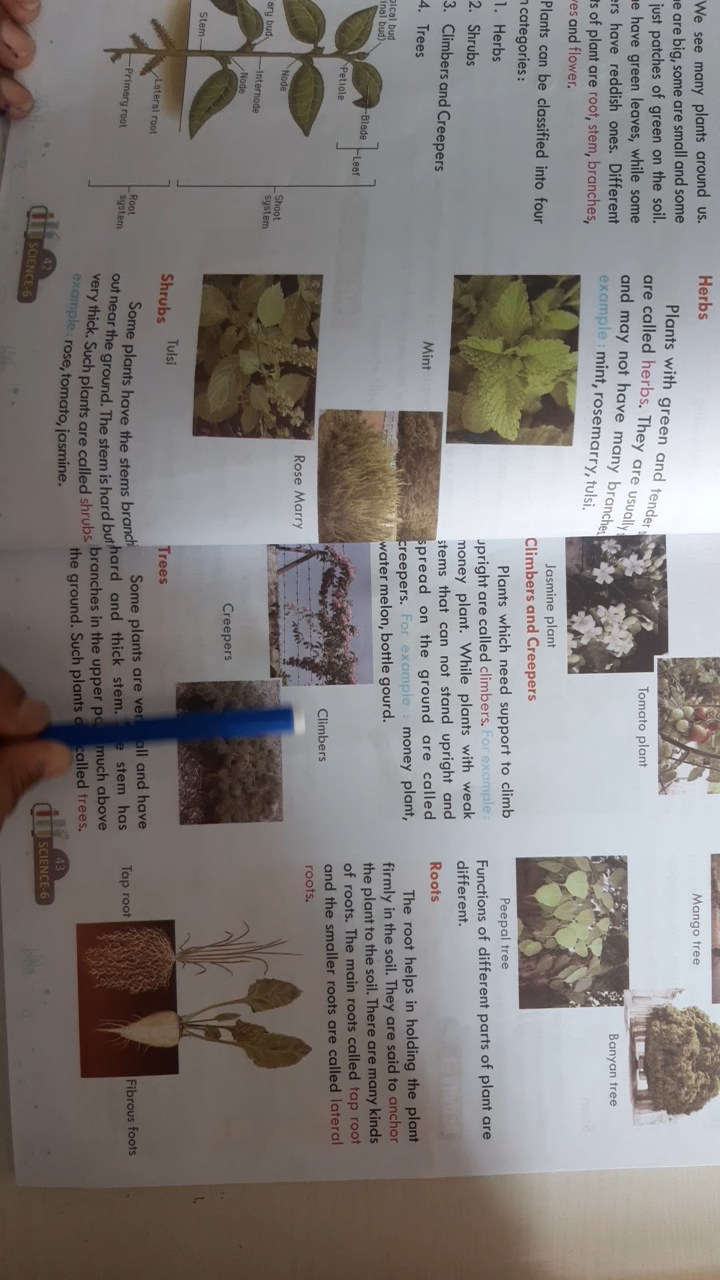 We see many plants around us.
are big, some are small and some
just patches of green on the soil.
have green leaves, while some
have reddish ones. Different
of plant are root, stem, branches,
and flower.
Plants can be classified into four
categories :
1. Herbs
2. Shrubs
3. Climbers and Creepers
4. Trees
bud
bud)
Blade
Leaf
Petiole
Node
Internode
bud
Node
Stem
Shoot
system
Lateral root
Primary root
Root
system
42
SCIENCE-6
Herbs
Plants with green and tender
are called herbs. They are usually
and may not have many branches
example : mint, rosemarry, tulsi.
Mint
Rose Marry
Tulsi
Shrubs
Some plants have the stems branch
out near the ground. The stem is hard but
very thick. Such plants are called shrubs.
example : rose, tomato, jasmine.
Jasmine plant
Tomato plant
Climbers and Creepers
Plants which need support to climb
upright are called climbers. For example :
money plant. While plants with weak
stems that can not stand upright and
spread on the ground are called
creepers. For example : money plant,
water melon, bottle gourd.
Climbers
Creepers
Trees
Some plants are and have
hard and thick stem. stem has
branches in the upper much above
the ground. Such plants called trees.
43
SCIENCE-6
Mango tree
Banyan tree
Peepal tree
Functions of different parts of plant are
different.
Roots
The root helps in holding the plant
firmly in the soil. They are said to anchor
the plant to the soil. There are many kinds
of roots. The main roots called tap root
and the smaller roots are called lateral
roots.
Tap root
Fibrous foots